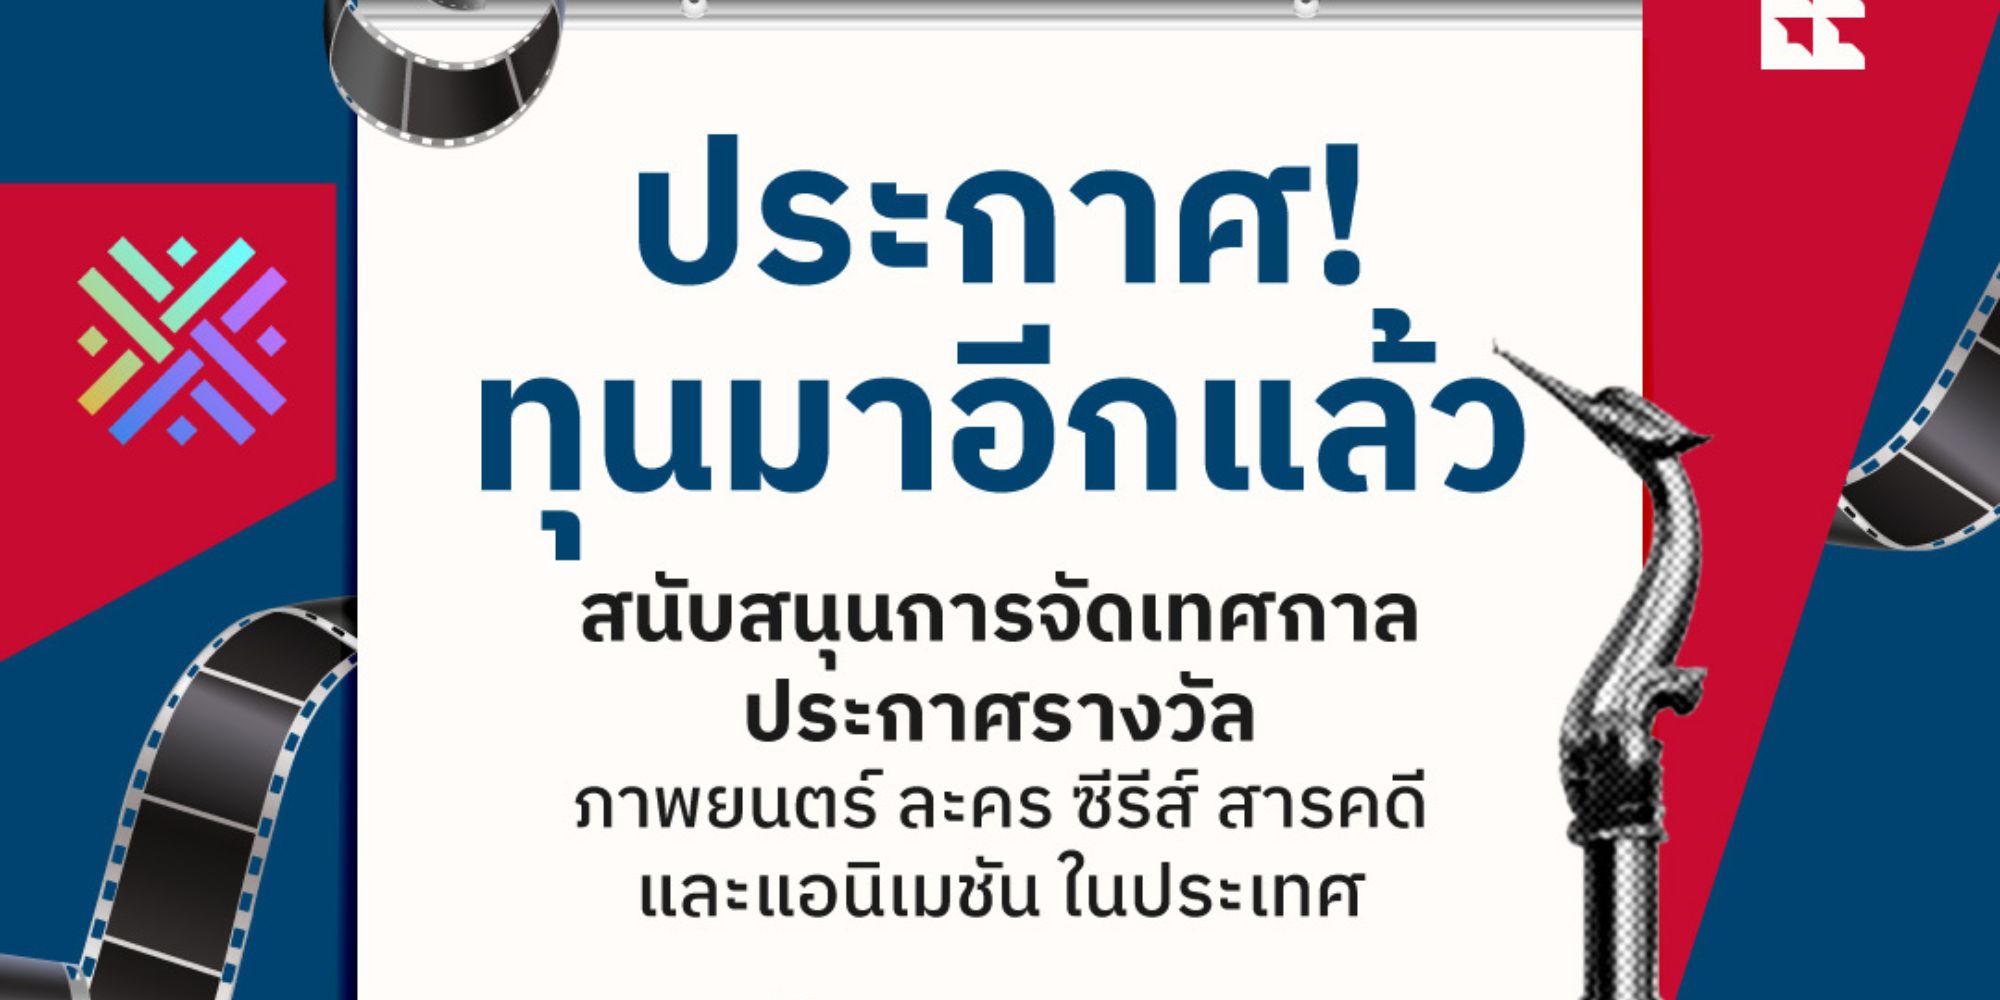 ประกาศ!
ทุนมาอีกแล้ว
สนับสนุนการจัดเทศกาล
ประกาศรางวัล
ภาพยนตร์ ละคร ซีรีส์ สารคดี
และแอนิเมชัน ในประเทศ